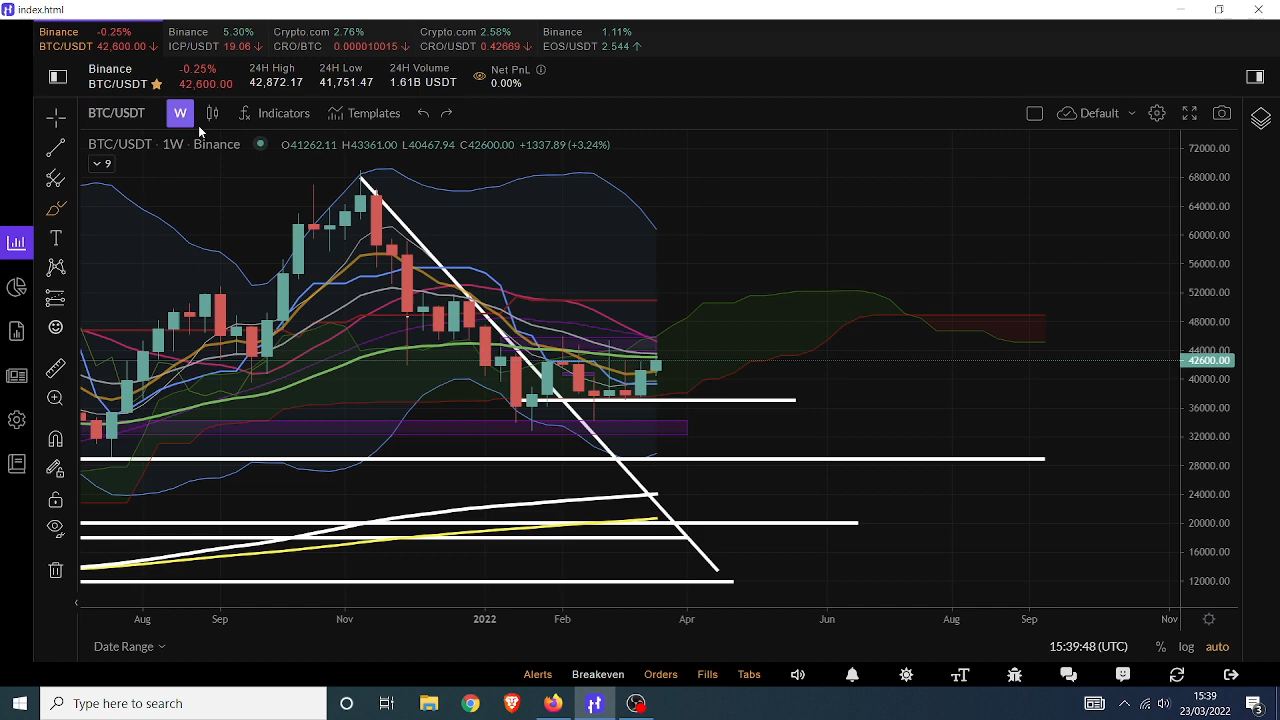 index.html
Binance -0.25% Binance 5.30% Crypto.com 2.76% Crypto.com 2.58% Binance 1.11%
BTC/USDT 42,600.00 ↓ ICP/USDT 19.06 ↓ CRO/BTC 0.000010015 ↓ CRO/USDT 0.42669 ↓ EOS/USDT 2.544 ↑
Binance -0.25% 24H High 24H Low 24H Volume Net PnL
BTC/USDT 42,600.00 42,872.17 41,751.47 1.61B USDT 0.00%
BTC/USDT W Indicators Templates Default
BTC/USDT · 1W · Binance O41262.11 H43361.00 L40467.94 C42600.00 +1337.89 (+3.24%)
9
72000.00
68000.00
64000.00
60000.00
56000.00
52000.00
48000.00
44000.00
42600.00
40000.00
36000.00
32000.00
28000.00
24000.00
20000.00
16000.00
12000.00
Aug Sep Nov 2022 Feb Apr Jun Aug Sep Nov
Date Range 15:39:48 (UTC) % log auto
Alerts Breakeven Orders Fills Tabs
Type here to search
15:39
23/03/2022
3